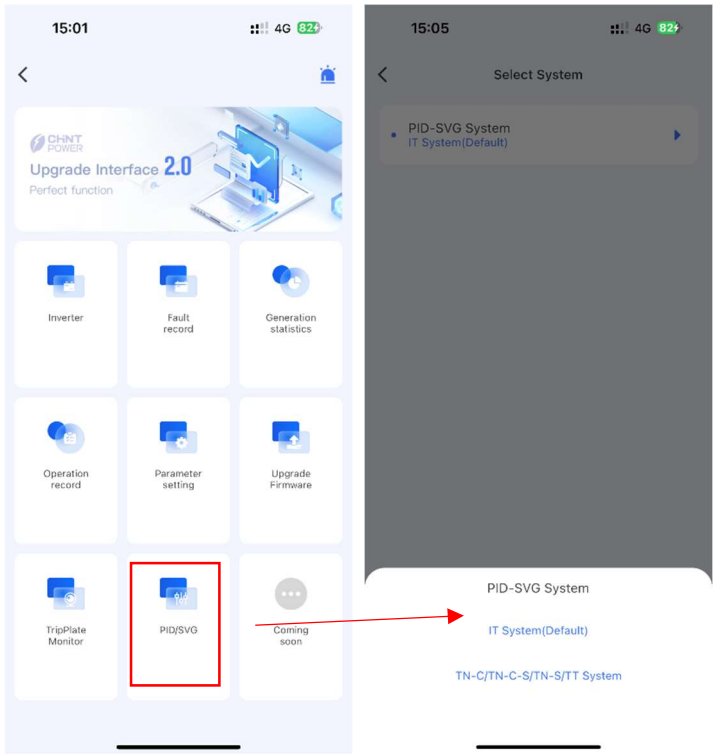 15:01
4G 82
CHNT
POWER
Upgrade Interface 2.0
Perfect function
Inverter
Fault
record
Generation
statistics
Operation
record
Parameter
setting
Upgrade
Firmware
TripPlate
Monitor
PID/SVG
Coming
soon
15:05
4G 82
Select System
PID-SVG System
IT System(Default)
PID-SVG System
IT System(Default)
TN-C/TN-C-S/TN-S/TT System